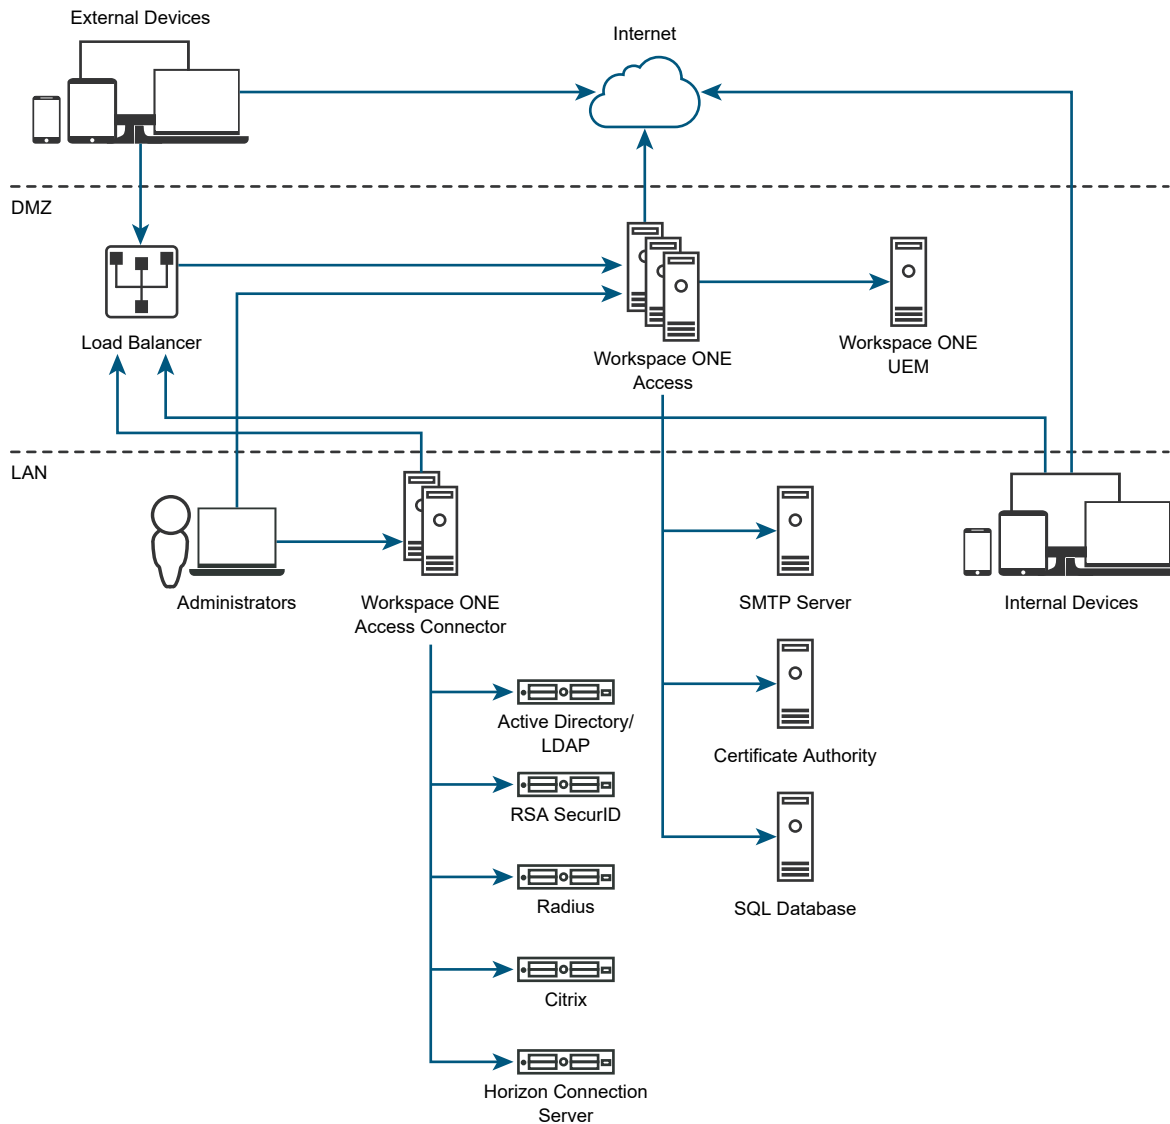 External Devices
Internet
DMZ
Load Balancer
Workspace ONE
Access
Workspace ONE
UEM
LAN
Administrators
Workspace ONE
Access Connector
SMTP Server
Internal Devices
Active Directory/
LDAP
Certificate Authority
RSA SecurID
Radius
SQL Database
Citrix
Horizon Connection
Server